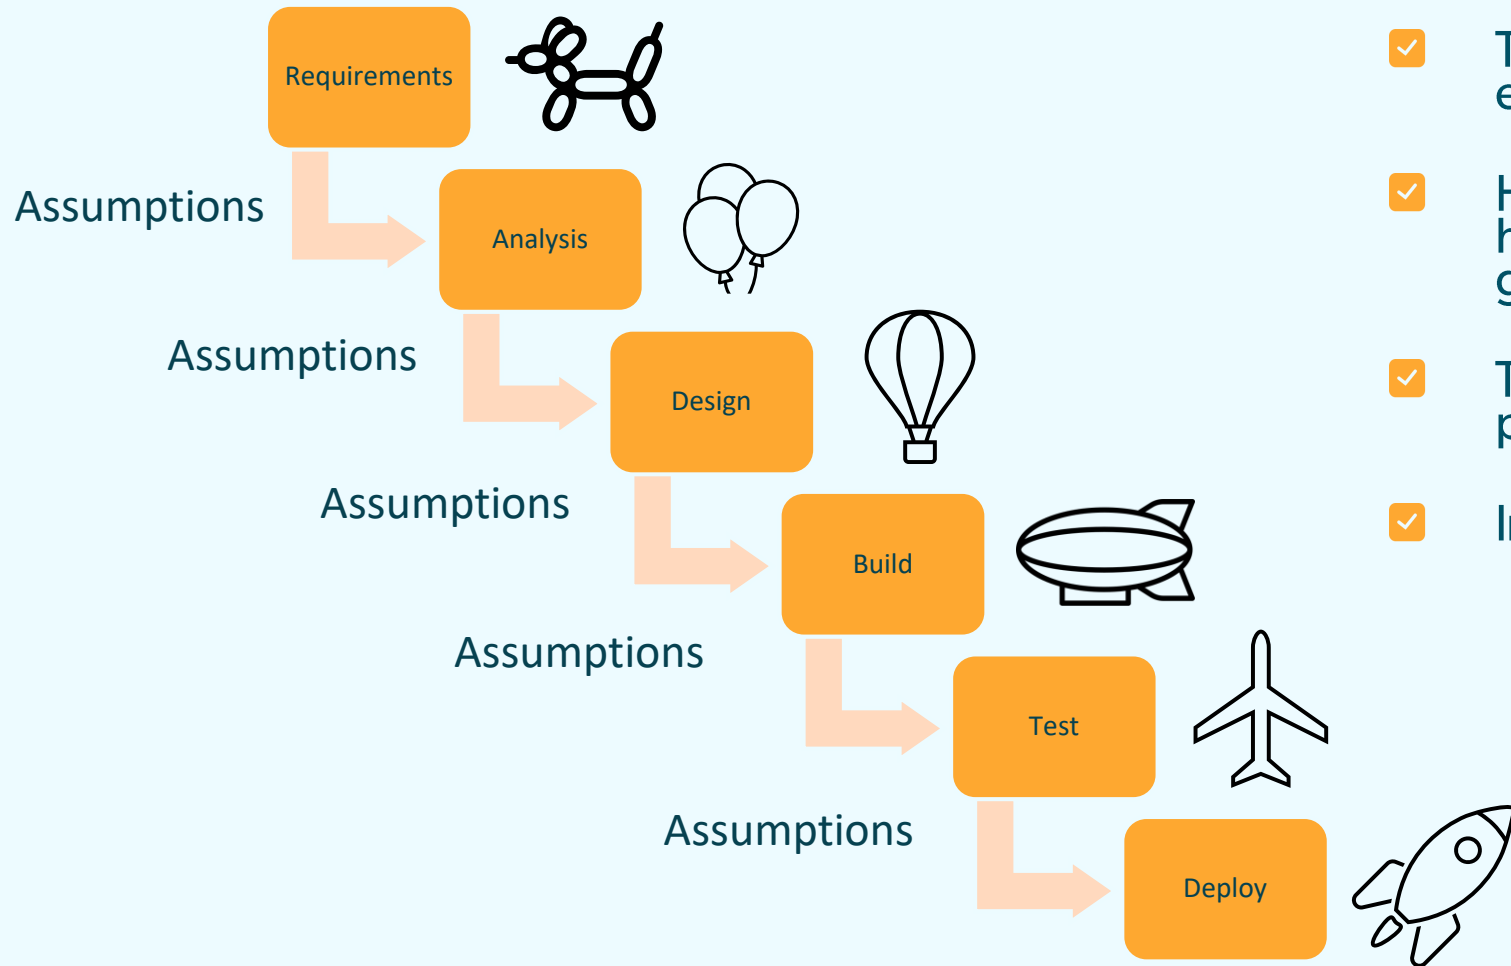 Requirements
Assumptions
Analysis
Assumptions
Design
Assumptions
Build
Assumptions
Test
Assumptions
Deploy